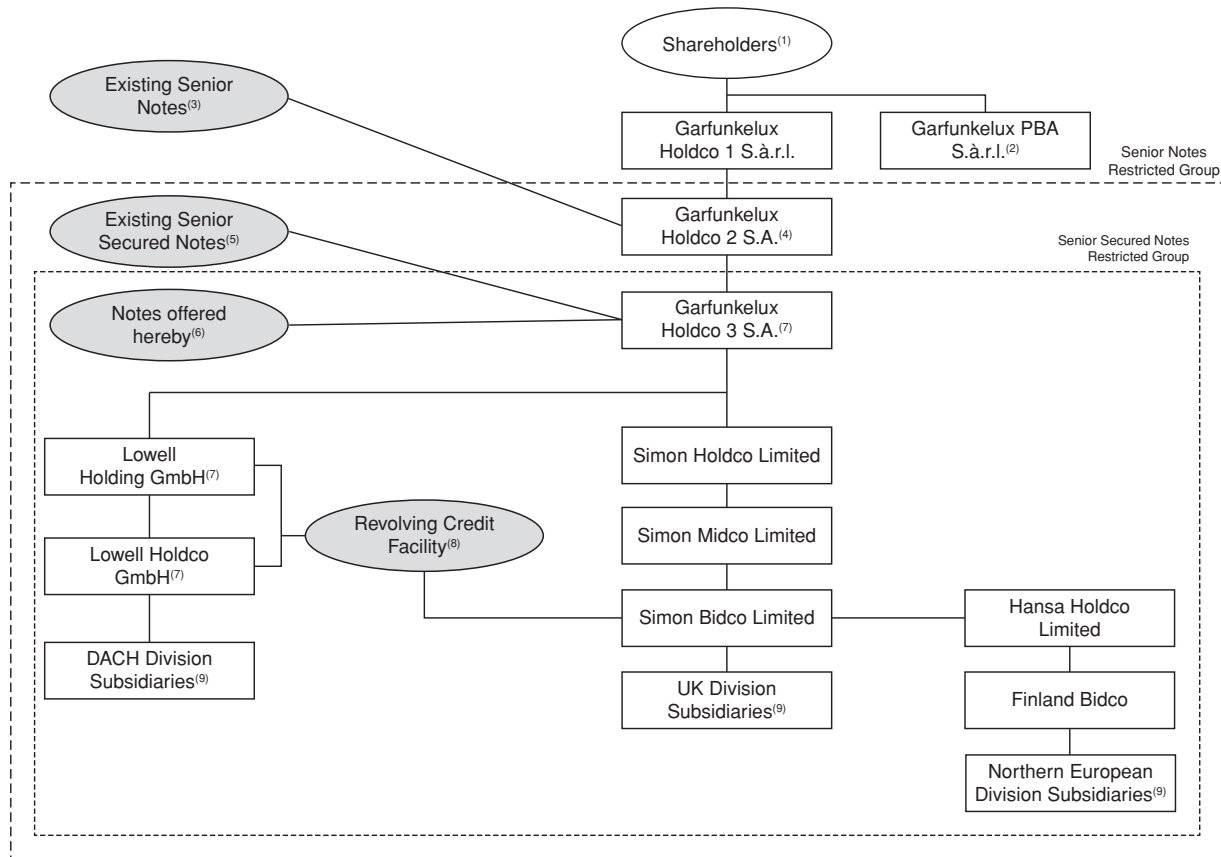 Shareholders(1)
Existing Senior
Notes(3)
Garfunkelux
Holdco 1 S.à.r.l.
Garfunkelux PBA
S.à.r.l.(2)
Senior Notes
Restricted Group
Existing Senior
Secured Notes(5)
Garfunkelux
Holdco 2 S.A.(4)
Senior Secured Notes
Restricted Group
Notes offered
hereby(6)
Garfunkelux
Holdco 3 S.A.(7)
Lowell
Holding GmbH(7)
Simon Holdco Limited
Revolving Credit
Facility(8)
Simon Midco Limited
Lowell Holdco
GmbH(7)
Simon Bidco Limited
Hansa Holdco
Limited
DACH Division
Subsidiaries(9)
UK Division
Subsidiaries(9)
Finland Bidco
Northern European
Division Subsidiaries(9)